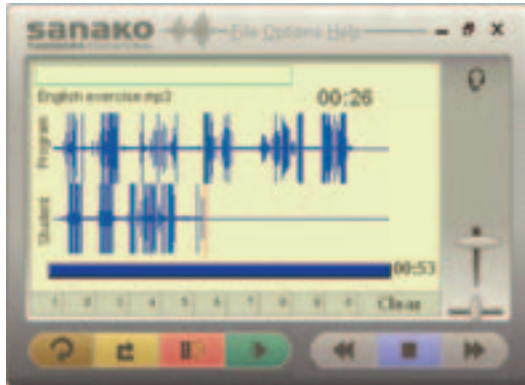 sanako File Options Help
English exercise.mp3 00:26
Program
Student
00:53
1 2 3 4 5 6 7 8 9 0 Clear